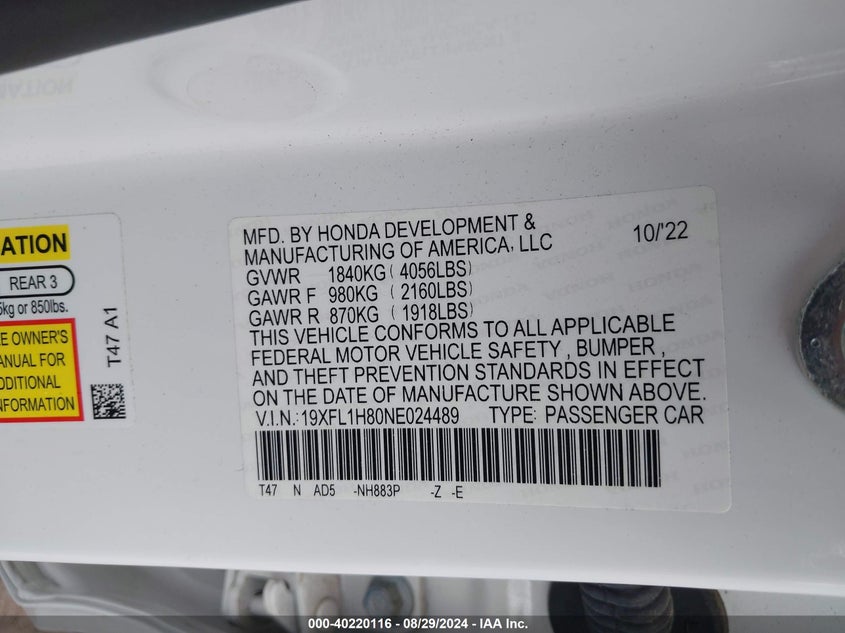 ATION
REAR 3
5kg or 850lbs.
E OWNER'S
ANUAL FOR
DDITIONAL
NFORMATION
T47 A1
MFD. BY HONDA DEVELOPMENT &
MANUFACTURING OF AMERICA, LLC 10/'22
GVWR 1840KG ( 4056LBS)
GAWR F 980KG ( 2160LBS)
GAWR R 870KG ( 1918LBS)
THIS VEHICLE CONFORMS TO ALL APPLICABLE
FEDERAL MOTOR VEHICLE SAFETY , BUMPER ,
AND THEFT PREVENTION STANDARDS IN EFFECT
ON THE DATE OF MANUFACTURE SHOWN ABOVE.
V.I.N.:19XFL1H80NE024489 TYPE: PASSENGER CAR
T47 N AD5 -NH883P -Z -E
000-40220116 - 08/29/2024 - IAA Inc.